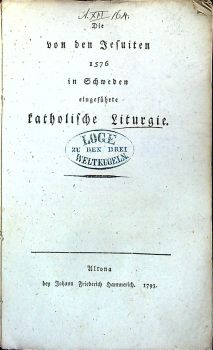 Die
von den Jesuiten
1576
in Schweden
eingeführte
katholische Liturgie.
LOGE
ZU DEN DREI
WELTKUGELN
Altona
bey Johann Friederich Hammerich. 1793.